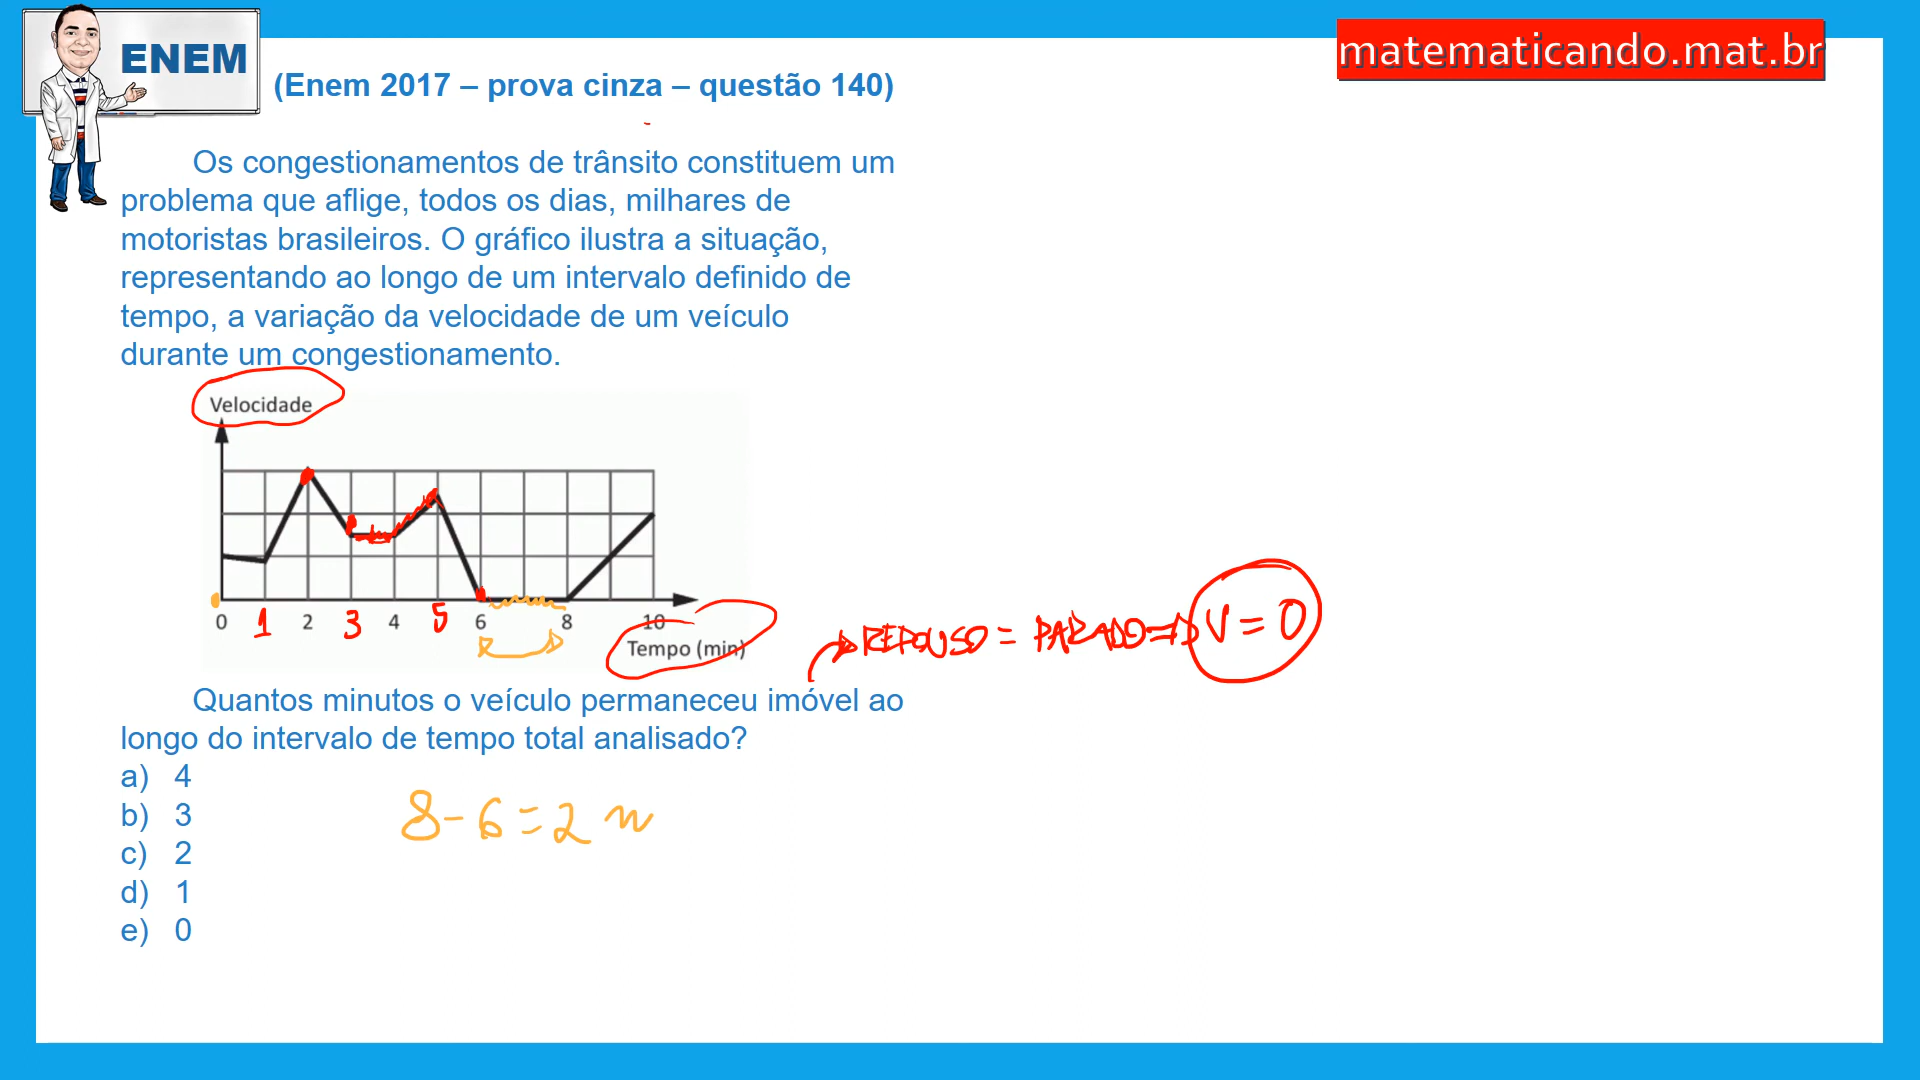 ENEM
matematicando.mat.br
(Enem 2017 – prova cinza – questão 140)
Os congestionamentos de trânsito constituem um
problema que aflige, todos os dias, milhares de
motoristas brasileiros. O gráfico ilustra a situação,
representando ao longo de um intervalo definido de
tempo, a variação da velocidade de um veículo
durante um congestionamento.
Velocidade
0 1 2 3 4 5 6 8 10
Tempo (min)
REPOUSO = PARADO => V = 0
Quantos minutos o veículo permaneceu imóvel ao
longo do intervalo de tempo total analisado?
a) 4
b) 3
c) 2
d) 1
e) 0
8 - 6 = 2 m